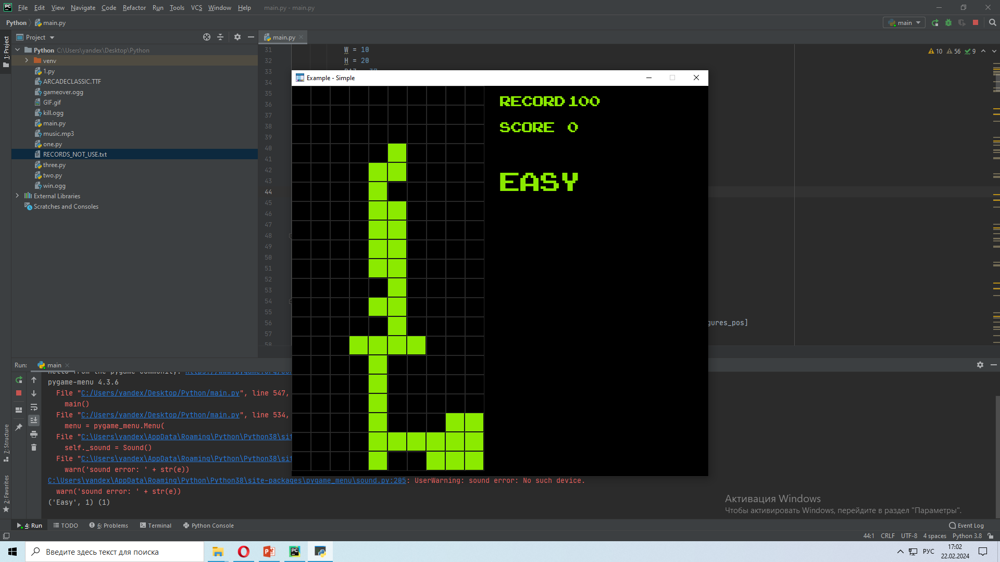 File Edit View Navigate Code Refactor Run Tools VCS Window Help main.py - main.py
Python main.py
main
Project
main.py
1: Project
Python C:\Users\yandex\Desktop\Python
venv
1.py
ARCADECLASSIC.TTF
gameover.ogg
GIF.gif
kill.ogg
main.py
music.mp3
one.py
RECORDS_NOT_USE.txt
three.py
two.py
win.ogg
External Libraries
Scratches and Consoles
31 W = 10
32 H = 20
33
34
35
36
37
38
39
40
41
42
43
44
45
46
47
48
49
50
51
52
53
54
55
56 gures_pos]
57
58
10 56 9
Example - Simple
RECORD 100
SCORE 0
EASY
Run: main
pygame-menu 4.3.6
File "C:/Users/yandex/Desktop/Python/main.py", line 547,
main()
File "C:/Users/yandex/Desktop/Python/main.py", line 534,
menu = pygame_menu.Menu(
File "C:\Users\yandex\AppData\Roaming\Python\Python38\sit
self._sound = Sound()
File "C:\Users\yandex\AppData\Roaming\Python\Python38\sit
warn('sound error: ' + str(e))
C:\Users\yandex\AppData\Roaming\Python\Python38\site-packages\pygame_menu\sound.py:205: UserWarning: sound error: No such device.
warn('sound error: ' + str(e))
('Easy', 1) (1)
7: Structure
2: Favorites
Активация Windows
Чтобы активировать Windows, перейдите в раздел "Параметры".
4: Run TODO 6: Problems Terminal Python Console Event Log
44:1 CRLF UTF-8 4 spaces Python 3.8
Введите здесь текст для поиска
РУС
17:02
22.02.2024